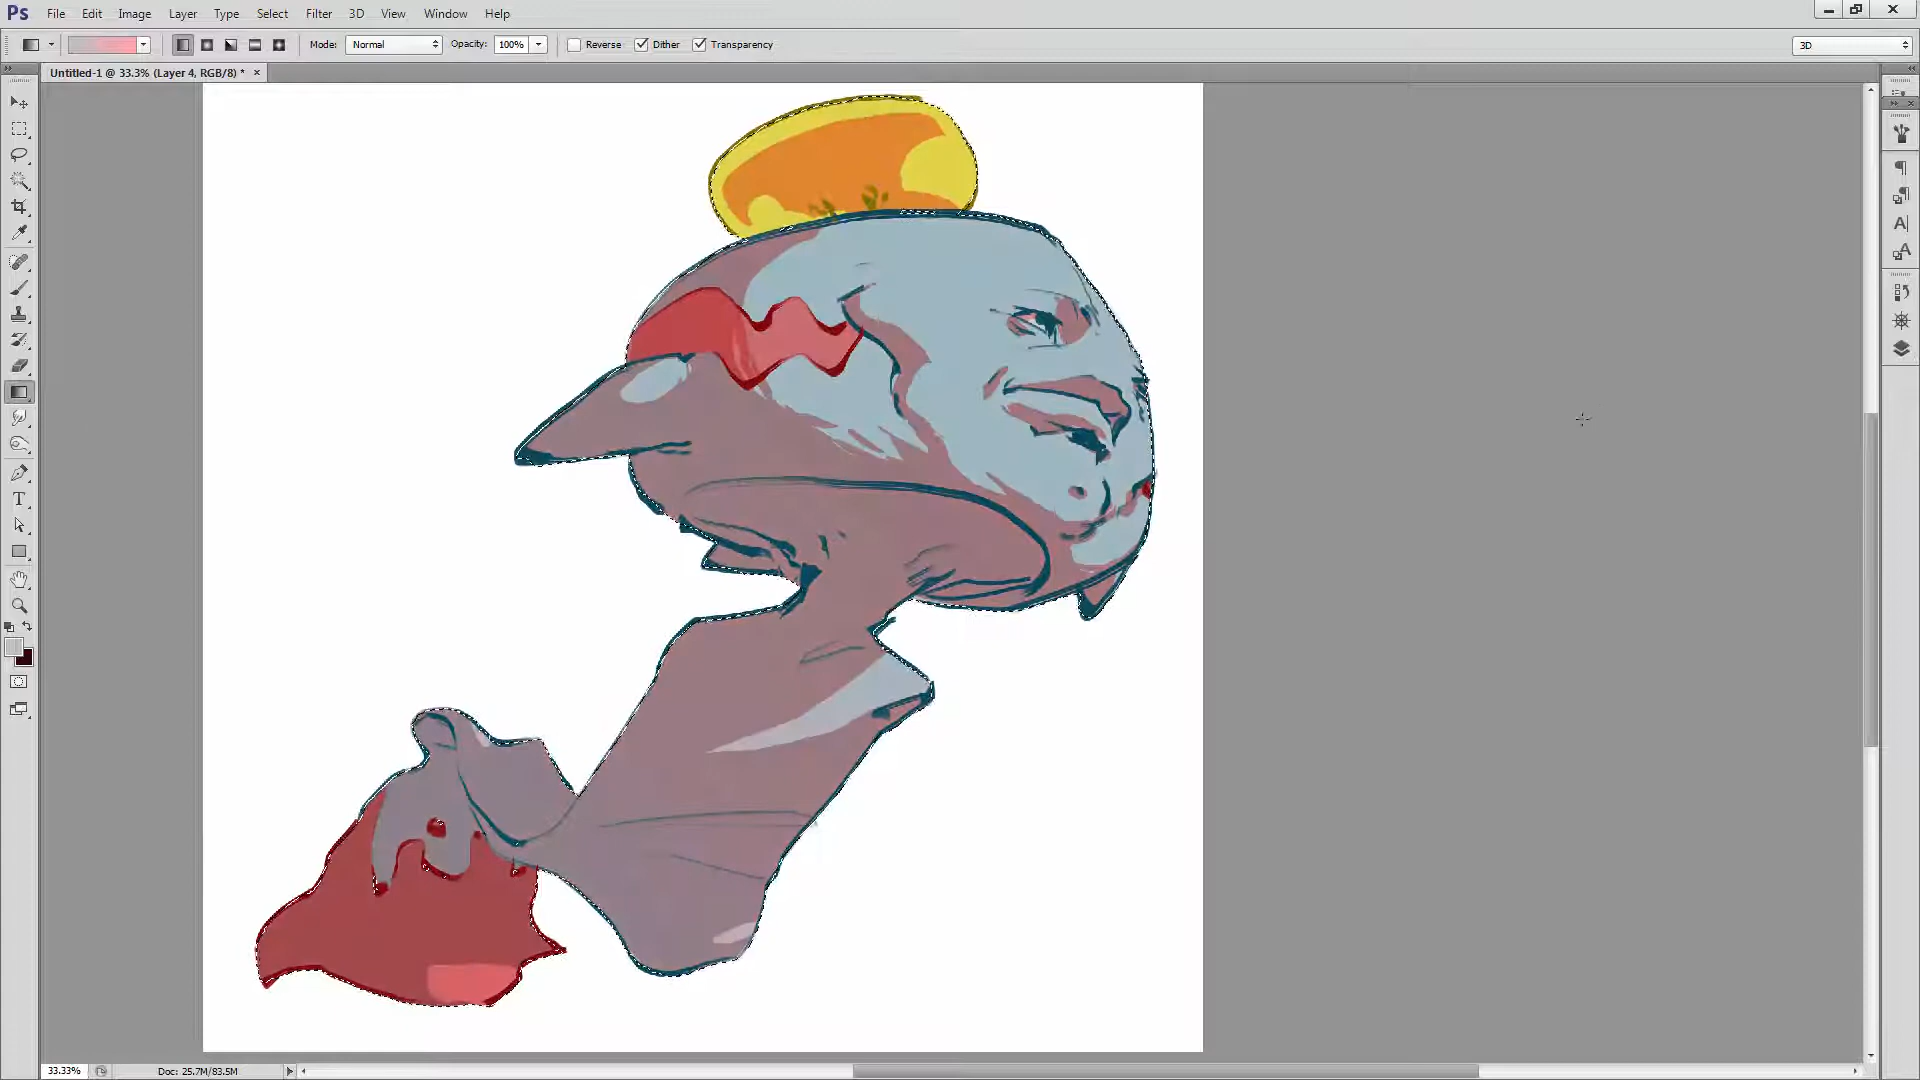 Ps File Edit Image Layer Type Select Filter 3D View Window Help
Mode: Normal Opacity: 100% Reverse Dither Transparency 3D
Untitled-1 @ 33.3% (Layer 4, RGB/8) * ×
33.33% Doc: 25.7M/83.5M